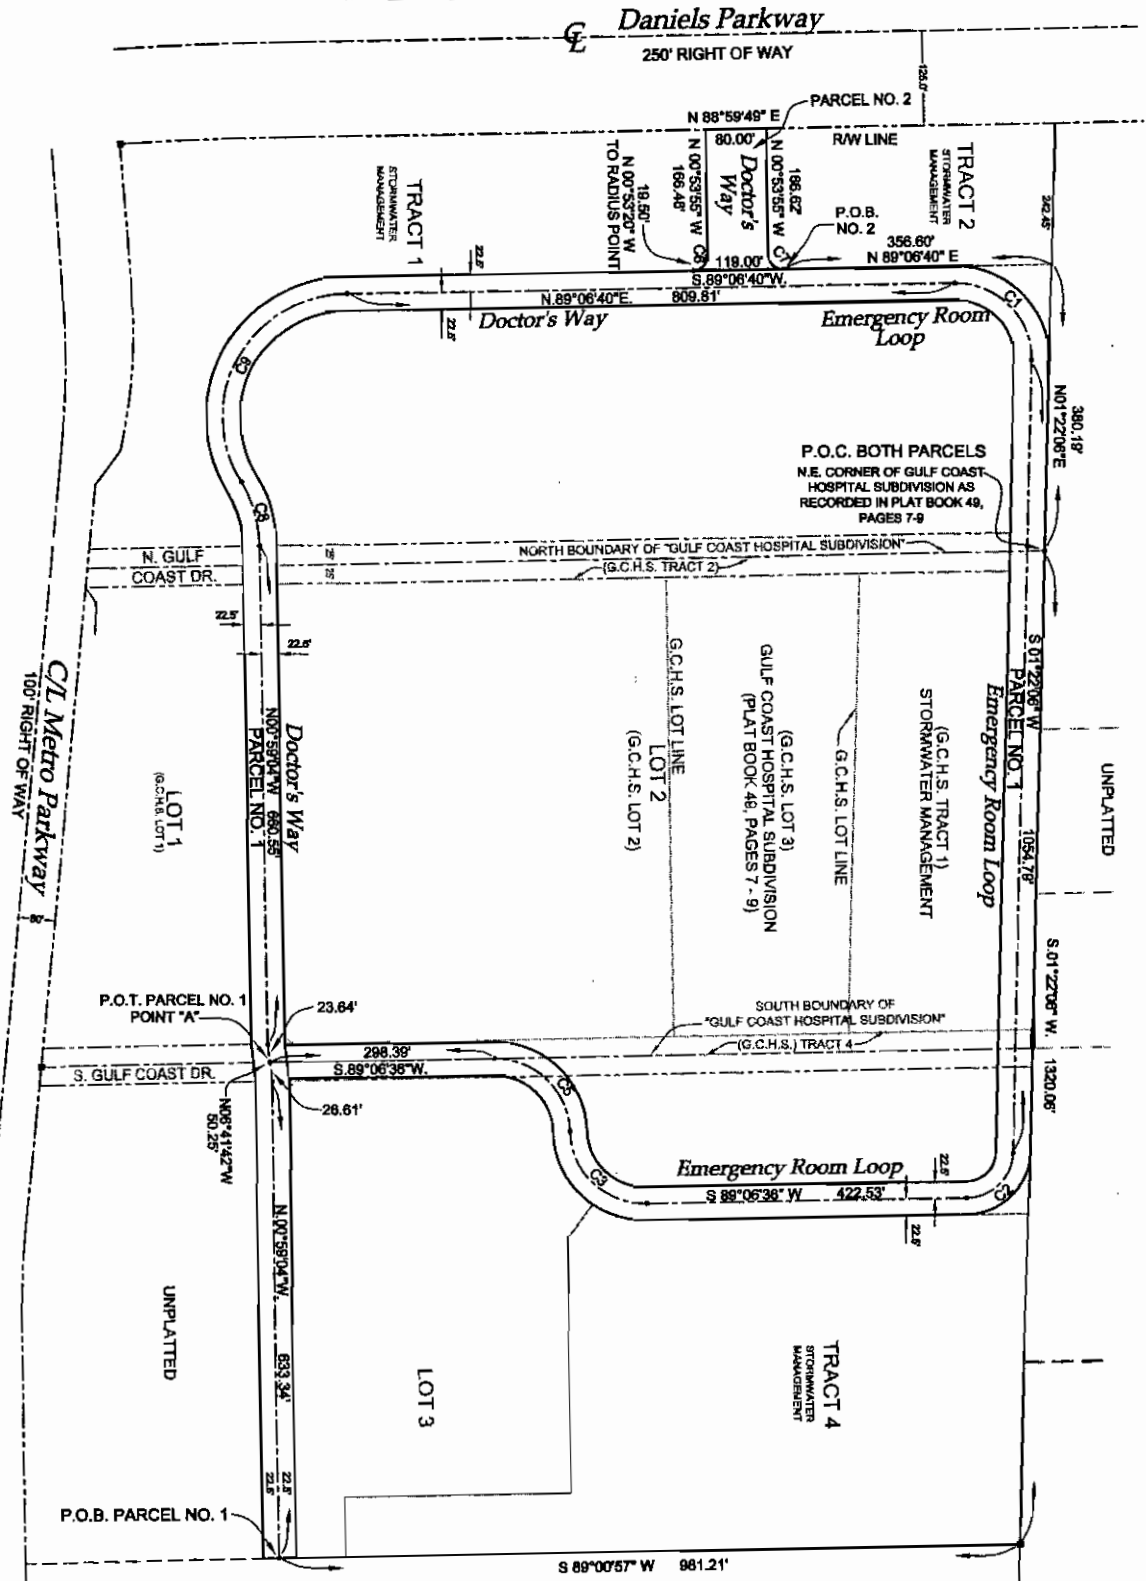 Daniels Parkway
CL
250' RIGHT OF WAY
125.0'
PARCEL NO. 2
N 88°59'49" E
80.00'
R/W LINE
TRACT 1
STORMWATER
MANAGEMENT
TRACT 2
STORMWATER
MANAGEMENT
N 00°53'20" W
19.50'
TO RADIUS POINT
N 00°53'55" W
166.48'
Doctor's
Way
N 00°53'55" W
186.62'
P.O.B.
NO. 2
242.45'
356.60'
N 89°06'40" E
119.00'
S.89°06'40"W.
22.5'
N.89°06'40"E. 809.81'
22.5'
Doctor's Way
Emergency Room
Loop
C1
380.19'
N01°22'06"E
P.O.C. BOTH PARCELS
N.E. CORNER OF GULF COAST
HOSPITAL SUBDIVISION AS
RECORDED IN PLAT BOOK 49,
PAGES 7-9
NORTH BOUNDARY OF "GULF COAST HOSPITAL SUBDIVISION"
(G.C.H.S. TRACT 2)
N. GULF
COAST DR.
25'
25'
22.5'
22.5'
C/L Metro Parkway
100' RIGHT OF WAY
80'
LOT 1
(G.C.H.S. LOT 1)
Doctor's Way
N00°59'04"W 660.55'
PARCEL NO. 1
G.C.H.S. LOT LINE
LOT 2
(G.C.H.S. LOT 2)
(G.C.H.S. LOT 3)
GULF COAST HOSPITAL SUBDIVISION
(PLAT BOOK 49, PAGES 7 - 9)
G.C.H.S. LOT LINE
(G.C.H.S. TRACT 1)
STORMWATER MANAGEMENT
Emergency Room Loop
S 01°22'06" W
PARCEL NO. 1
1054.78'
UNPLATTED
S.01°22'06" W. 1320.06'
P.O.T. PARCEL NO. 1
POINT "A"
23.64'
SOUTH BOUNDARY OF
"GULF COAST HOSPITAL SUBDIVISION"
(G.C.H.S.) TRACT 4
298.39'
S.89°06'36"W.
S. GULF COAST DR.
26.61'
N06°41'42"W
50.25'
C5
C3
Emergency Room Loop
S 89°06'36" W 422.53'
22.5'
22.5'
N.00°59'04"W.
633.34'
UNPLATTED
LOT 3
TRACT 4
STORMWATER
MANAGEMENT
22.5'
22.5'
P.O.B. PARCEL NO. 1
S 89°00'57" W 981.21'